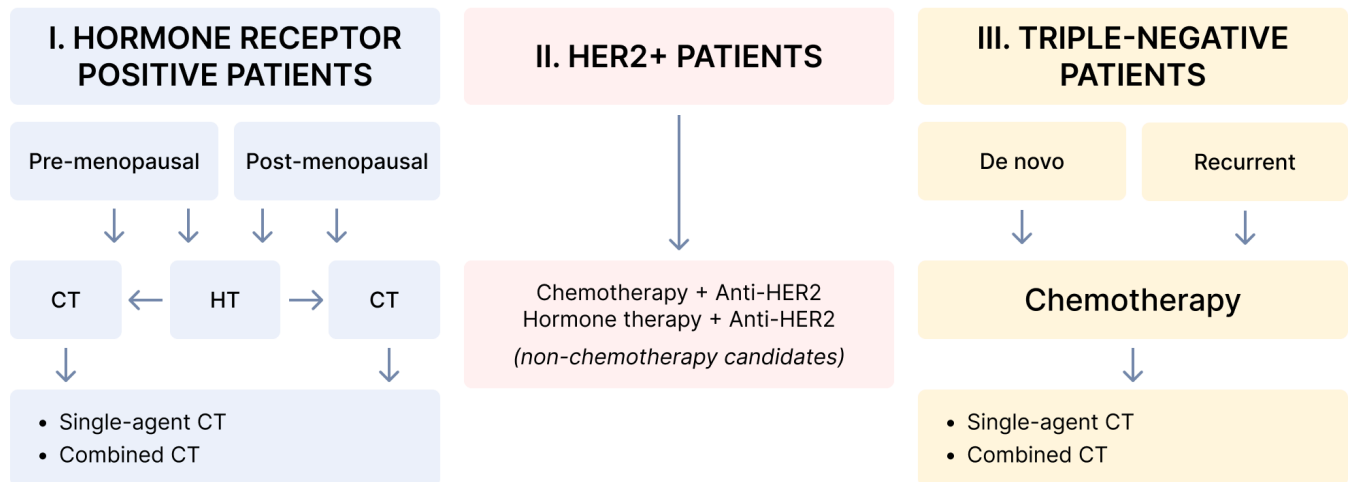 I. HORMONE RECEPTOR
POSITIVE PATIENTS
Pre-menopausal
Post-menopausal
CT
HT
CT
• Single-agent CT
• Combined CT
II. HER2+ PATIENTS
Chemotherapy + Anti-HER2
Hormone therapy + Anti-HER2
(non-chemotherapy candidates)
III. TRIPLE-NEGATIVE
PATIENTS
De novo
Recurrent
Chemotherapy
• Single-agent CT
• Combined CT